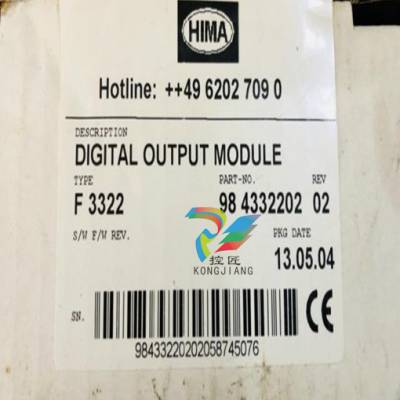 HIMA
Hotline: ++49 6202 709 0
DESCRIPTION
DIGITAL OUTPUT MODULE
TYPE PART-NO. REV
F 3322 98 4332202 02
S/W F/W REV. PKG DATE
控匠
KONGJIANG
13.05.04
SN.
CE
98433220202058745076